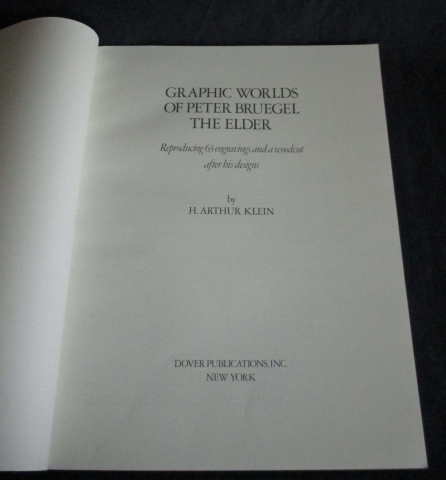 GRAPHIC WORLDS
OF PETER BRUEGEL
THE ELDER
Reproducing 63 engravings and a woodcut
after his designs
by
H. ARTHUR KLEIN
DOVER PUBLICATIONS, INC.
NEW YORK